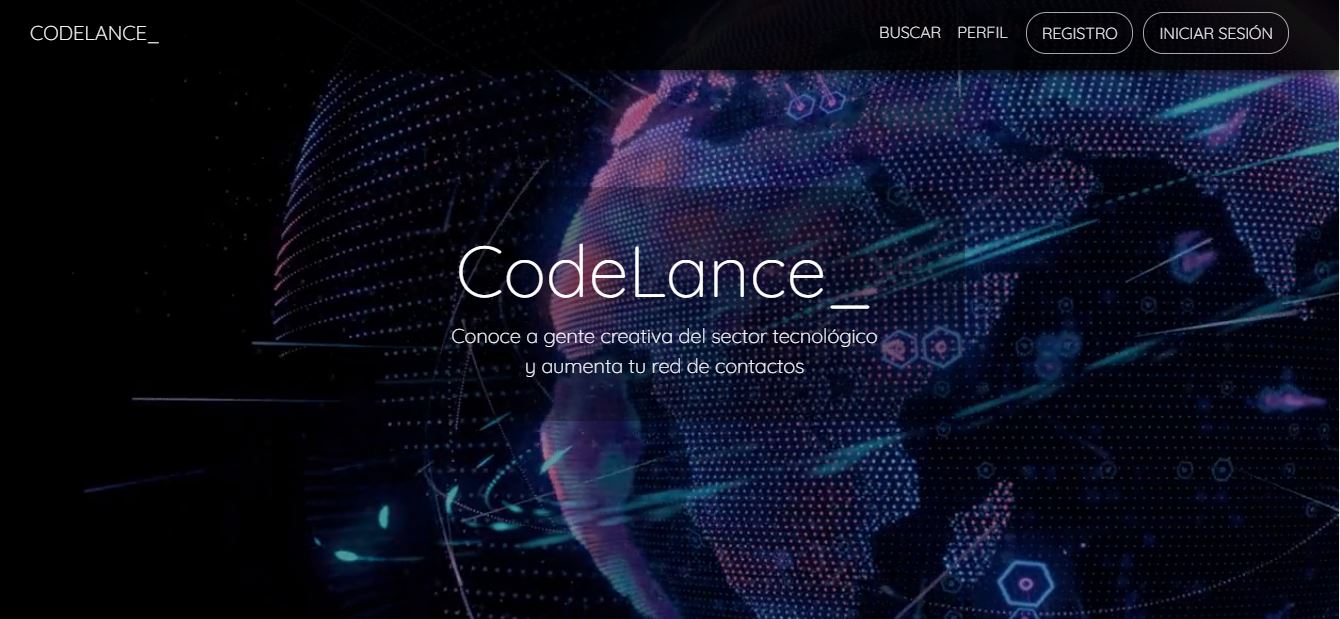 CODELANCE_
BUSCAR PERFIL REGISTRO INICIAR SESIÓN
CodeLance_
Conoce a gente creativa del sector tecnológico
y aumenta tu red de contactos